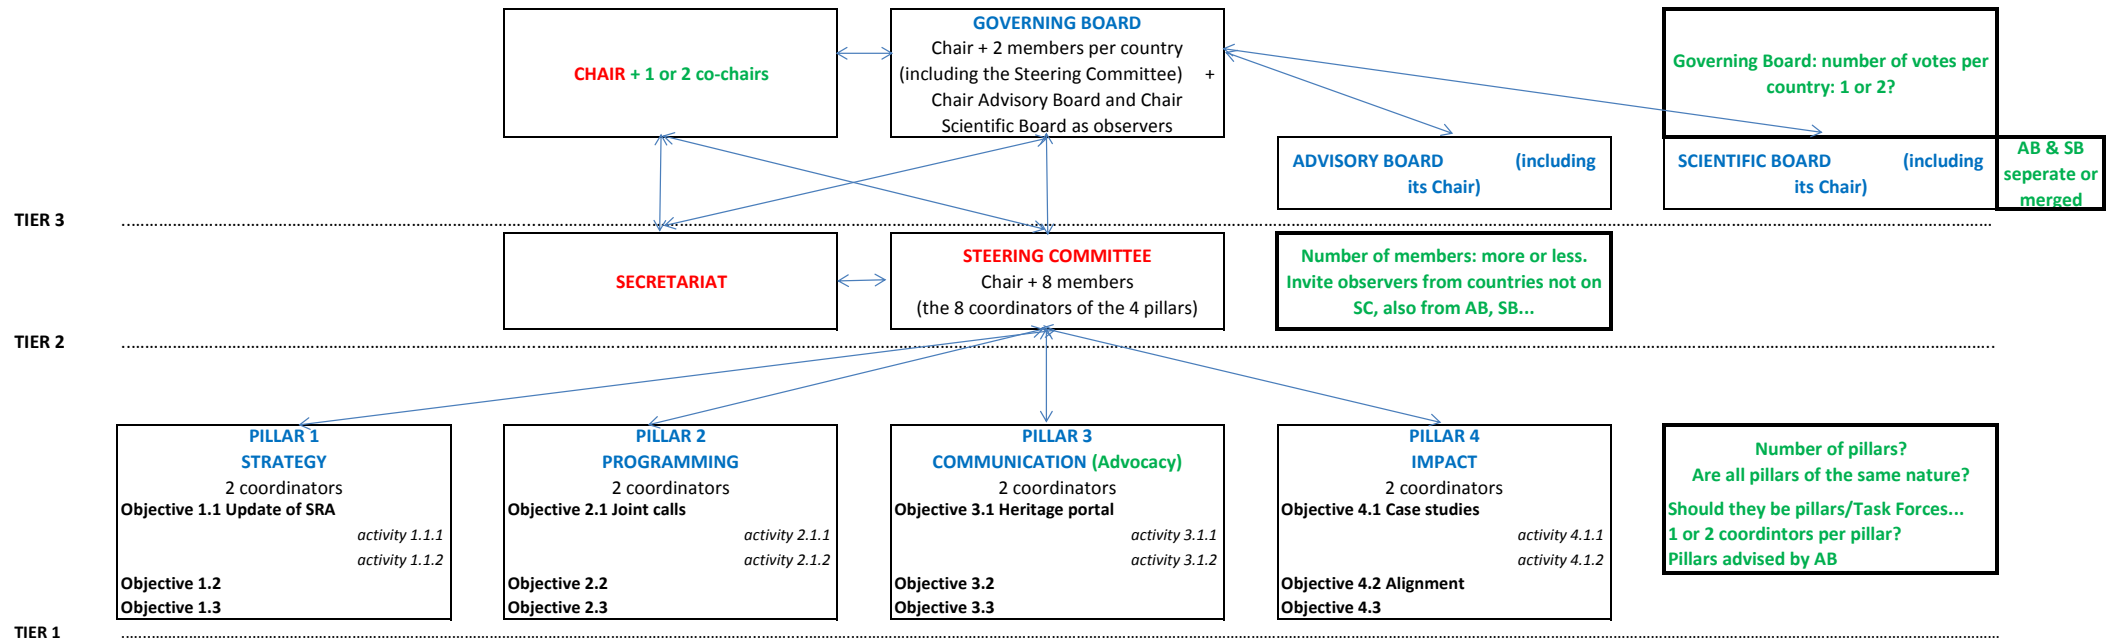 CHAIR + 1 or 2 co-chairs
GOVERNING BOARD
Chair + 2 members per country
(including the Steering Committee) +
Chair Advisory Board and Chair
Scientific Board as observers
Governing Board: number of votes per
country: 1 or 2?
ADVISORY BOARD (including
its Chair)
SCIENTIFIC BOARD (including
its Chair)
AB & SB
seperate or
merged
TIER 3
SECRETARIAT
STEERING COMMITTEE
Chair + 8 members
(the 8 coordinators of the 4 pillars)
Number of members: more or less.
Invite observers from countries not on
SC, also from AB, SB...
TIER 2
PILLAR 1
STRATEGY
2 coordinators
Objective 1.1 Update of SRA
activity 1.1.1
activity 1.1.2
Objective 1.2
Objective 1.3
PILLAR 2
PROGRAMMING
2 coordinators
Objective 2.1 Joint calls
activity 2.1.1
activity 2.1.2
Objective 2.2
Objective 2.3
PILLAR 3
COMMUNICATION (Advocacy)
2 coordinators
Objective 3.1 Heritage portal
activity 3.1.1
activity 3.1.2
Objective 3.2
Objective 3.3
PILLAR 4
IMPACT
2 coordinators
Objective 4.1 Case studies
activity 4.1.1
activity 4.1.2
Objective 4.2 Alignment
Objective 4.3
Number of pillars?
Are all pillars of the same nature?
Should they be pillars/Task Forces...
1 or 2 coordintors per pillar?
Pillars advised by AB
TIER 1